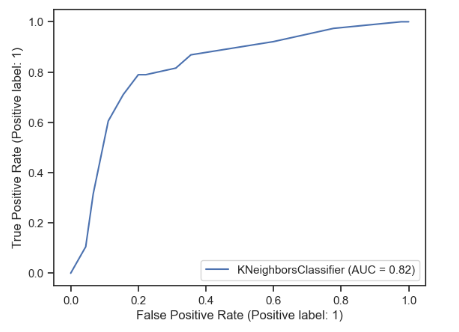 1.0
0.8
0.6
0.4
0.2
0.0
True Positive Rate (Positive label: 1)
KNeighborsClassifier (AUC = 0.82)
0.0 0.2 0.4 0.6 0.8 1.0
False Positive Rate (Positive label: 1)